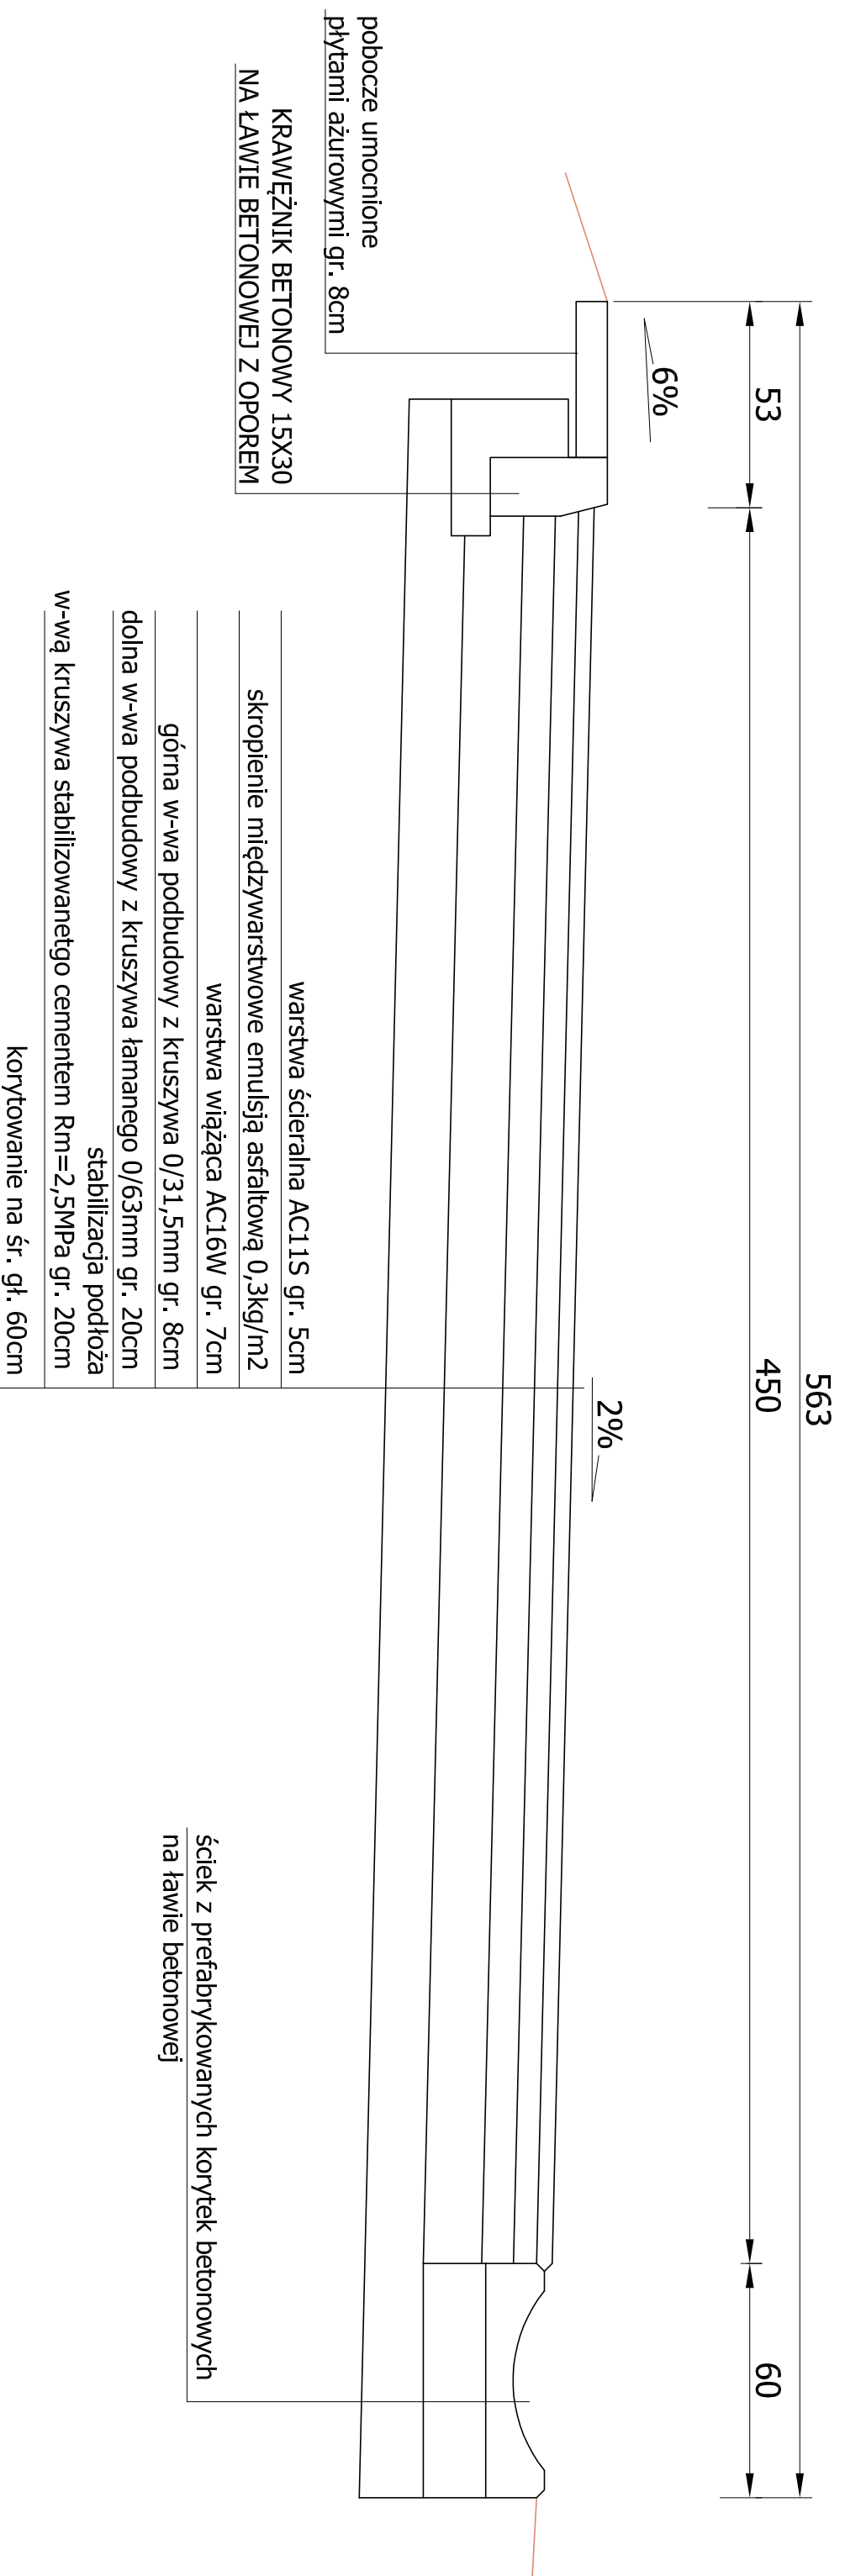 563
53
450
60
6%
2%
pobocze umocnione
płytami ażurowymi gr. 8cm
KRAWĘŻNIK BETONOWY 15X30
NA ŁAWIE BETONOWEJ Z OPOREM
warstwa ścieralna AC11S gr. 5cm
skropienie międzywarstwowe emulsją asfaltową 0,3kg/m2
warstwa wiążąca AC16W gr. 7cm
górna w-wa podbudowy z kruszywa 0/31,5mm gr. 8cm
dolna w-wa podbudowy z kruszywa łamanego 0/63mm gr. 20cm
stabilizacja podłoża
w-wą kruszywa stabilizowanetgo cementem Rm=2,5MPa gr. 20cm
korytowanie na śr. gł. 60cm
ściek z prefabrykowanych korytek betonowych
na ławie betonowej